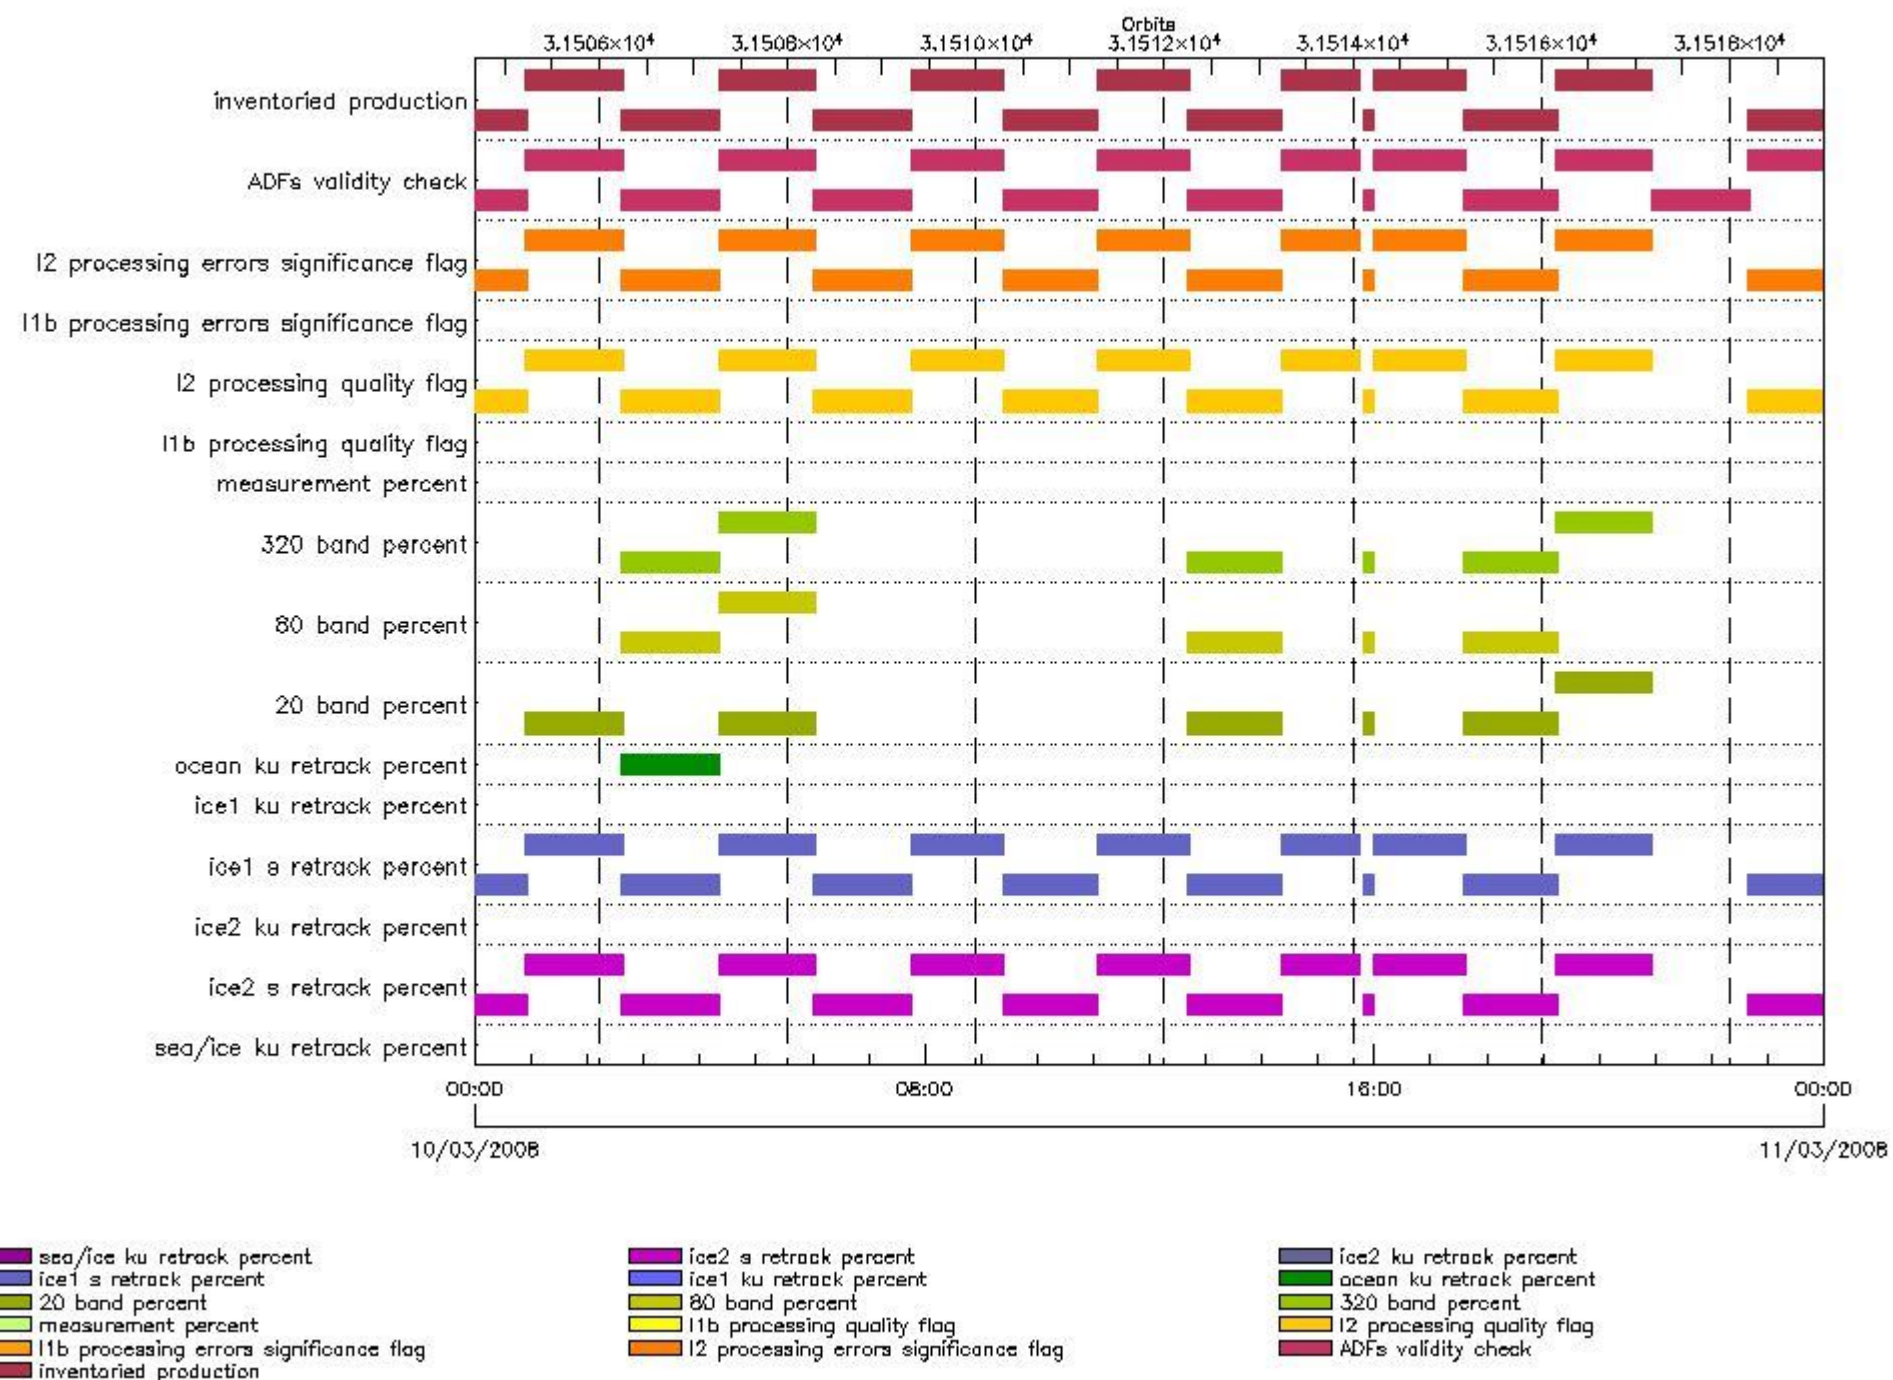 Orbits
3.1506×10⁴ 3.1508×10⁴ 3.1510×10⁴ 3.1512×10⁴ 3.1514×10⁴ 3.1516×10⁴ 3.1518×10⁴
inventoried production
ADFs validity check
l2 processing errors significance flag
l1b processing errors significance flag
l2 processing quality flag
l1b processing quality flag
measurement percent
320 band percent
80 band percent
20 band percent
ocean ku retrack percent
ice1 ku retrack percent
ice1 s retrack percent
ice2 ku retrack percent
ice2 s retrack percent
sea/ice ku retrack percent
00:00 08:00 16:00 00:00
10/03/2008 11/03/2008
sea/ice ku retrack percent ice2 s retrack percent ice2 ku retrack percent
ice1 s retrack percent ice1 ku retrack percent ocean ku retrack percent
20 band percent 80 band percent 320 band percent
measurement percent l1b processing quality flag l2 processing quality flag
l1b processing errors significance flag l2 processing errors significance flag ADFs validity check
inventoried production